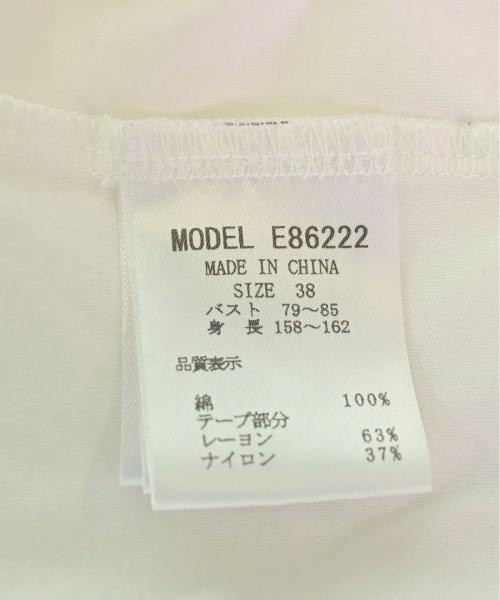 MODEL E86222
MADE IN CHINA
SIZE 38
バスト 79～85
身 長 158～162
品質表示
綿 100%
テープ部分
レーヨン 63%
ナイロン 37%